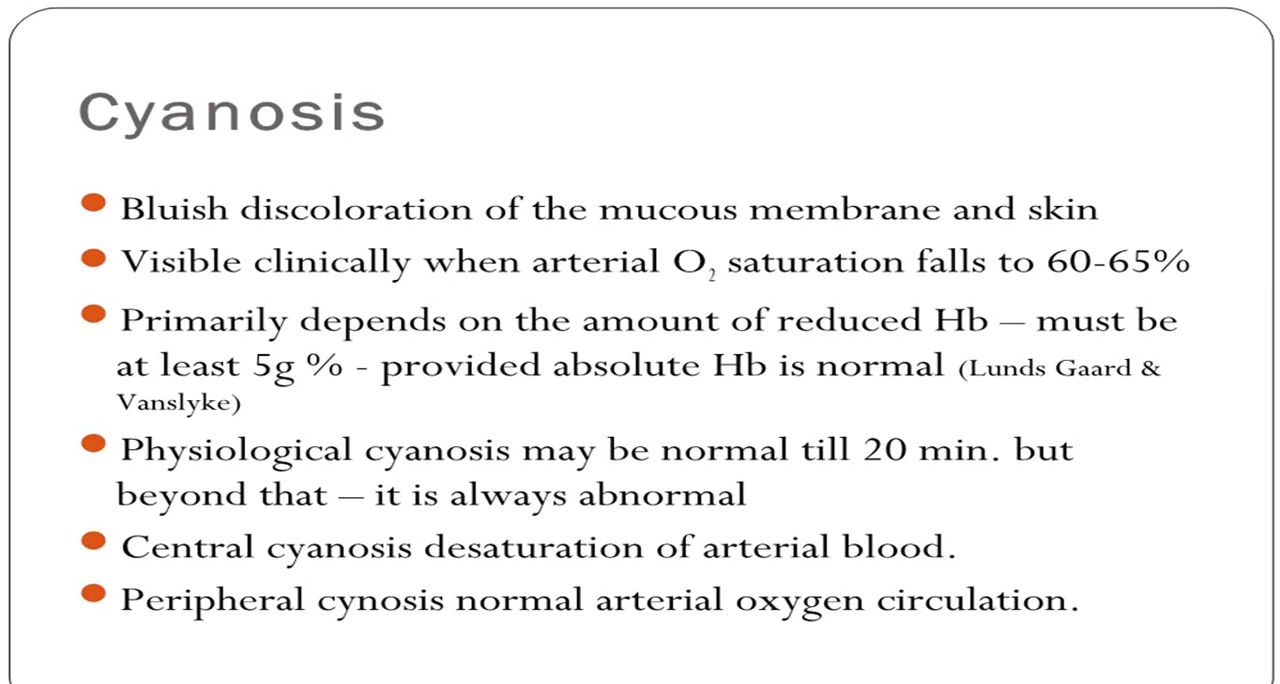 Cyanosis
Bluish discoloration of the mucous membrane and skin
Visible clinically when arterial O₂ saturation falls to 60-65%
Primarily depends on the amount of reduced Hb – must be
at least 5g % - provided absolute Hb is normal (Lunds Gaard &
Vanslyke)
Physiological cyanosis may be normal till 20 min. but
beyond that – it is always abnormal
Central cyanosis desaturation of arterial blood.
Peripheral cynosis normal arterial oxygen circulation.